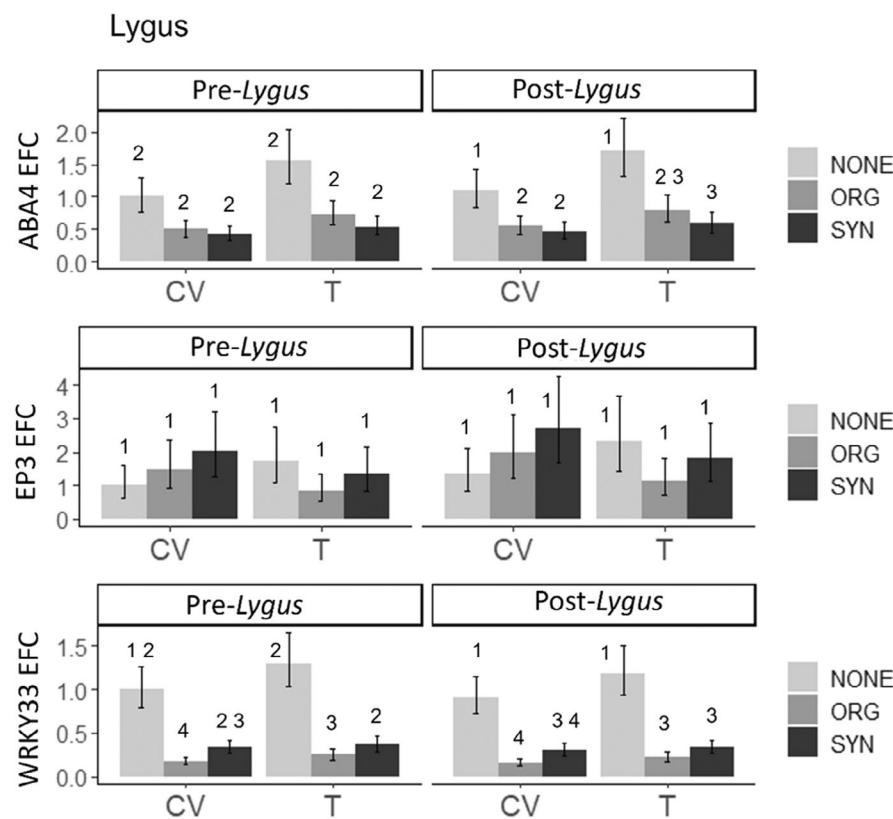 Lygus
Pre-Lygus Post-Lygus
ABA4 EFC
2.0
1.5
1.0
0.5
0.0
2 2 2 2 2 2
1 2 2 1 2 3 3
CV T CV T
NONE
ORG
SYN
Pre-Lygus Post-Lygus
EP3 EFC
4
3
2
1
0
1 1 1 1 1 1
1 1 1 1 1 1
CV T CV T
NONE
ORG
SYN
Pre-Lygus Post-Lygus
WRKY33 EFC
1.5
1.0
0.5
0.0
1 2 4 2 3 2 3 2
1 4 3 4 1 3 3
CV T CV T
NONE
ORG
SYN